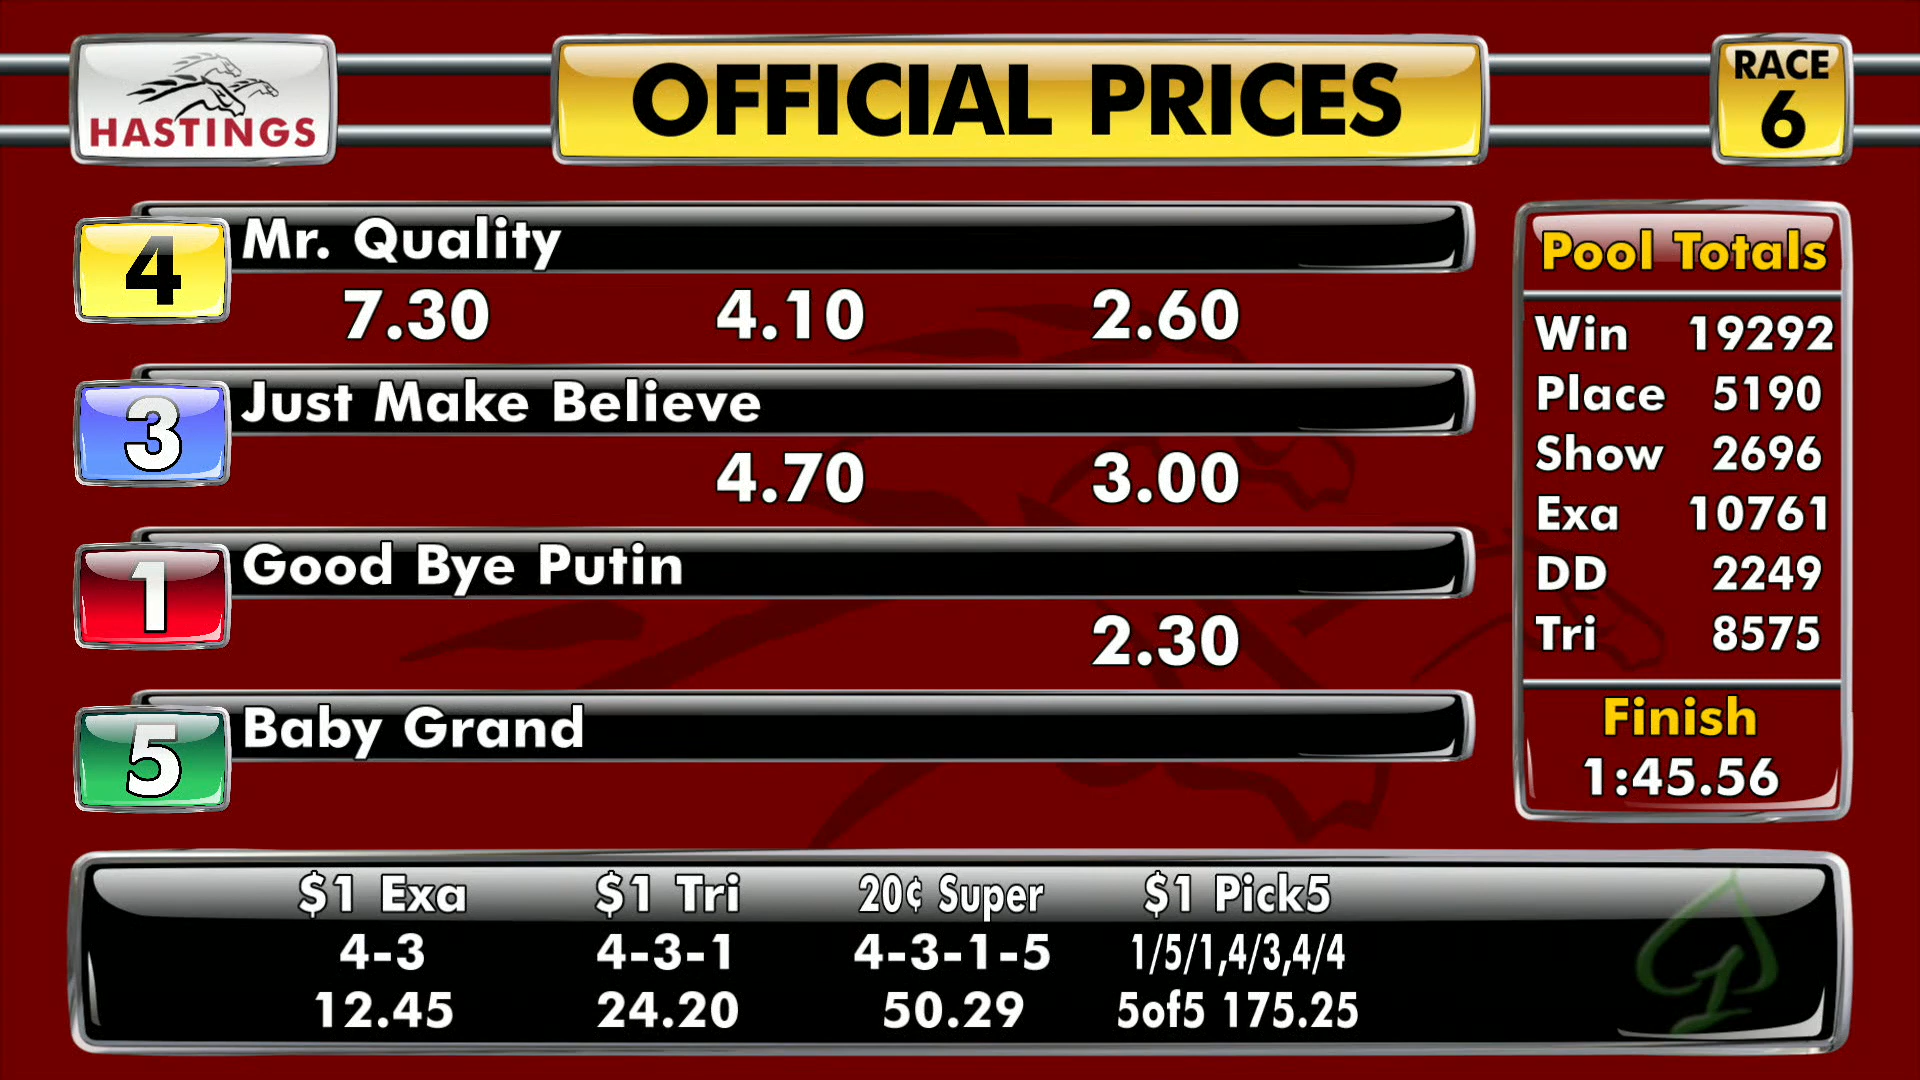 HASTINGS
OFFICIAL PRICES
RACE
6
4 Mr. Quality
7.30 4.10 2.60
3 Just Make Believe
4.70 3.00
1 Good Bye Putin
2.30
5 Baby Grand
Pool Totals
Win 19292
Place 5190
Show 2696
Exa 10761
DD 2249
Tri 8575
Finish
1:45.56
$1 Exa $1 Tri 20¢ Super $1 Pick5
4-3 4-3-1 4-3-1-5 1/5/1,4/3,4/4
12.45 24.20 50.29 5of5 175.25